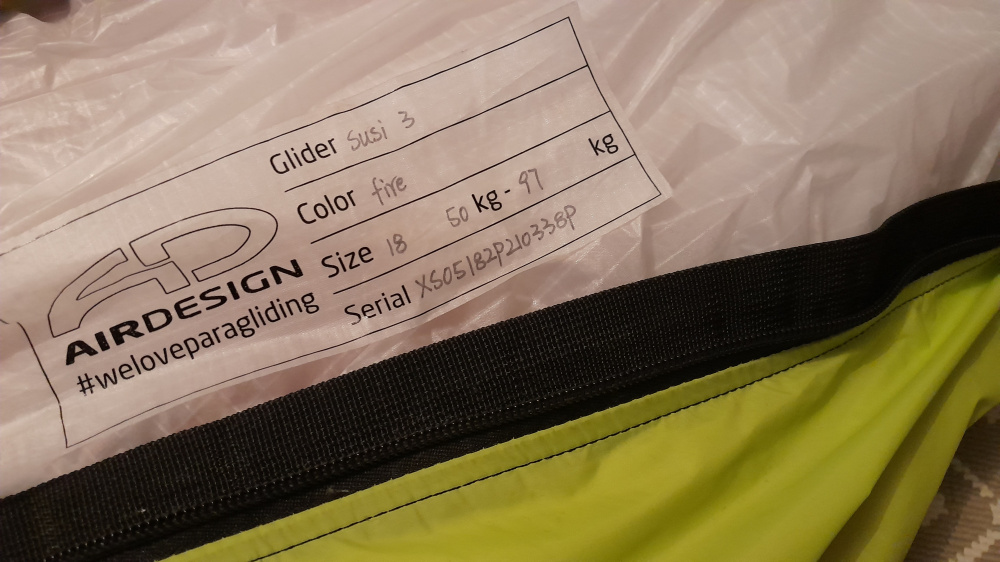 Glider Susi 3
Color fire
Size 18 50 kg - 97 kg
Serial XS05182P210338P
AIRDESIGN
#weloveparagliding